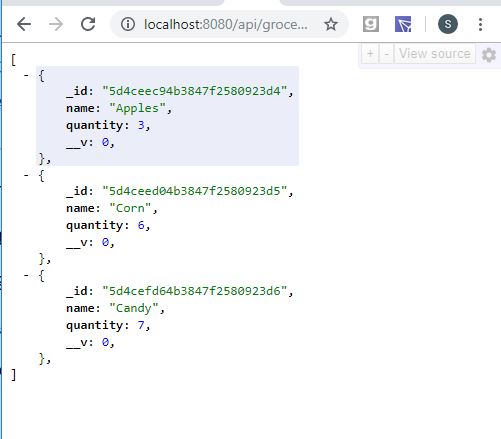 localhost:8080/api/groce...
S
+ - View source
[
- {
_id: "5d4ceec94b3847f2580923d4",
name: "Apples",
quantity: 3,
__v: 0,
},
- {
_id: "5d4ceed04b3847f2580923d5",
name: "Corn",
quantity: 6,
__v: 0,
},
- {
_id: "5d4cefd64b3847f2580923d6",
name: "Candy",
quantity: 7,
__v: 0,
},
]